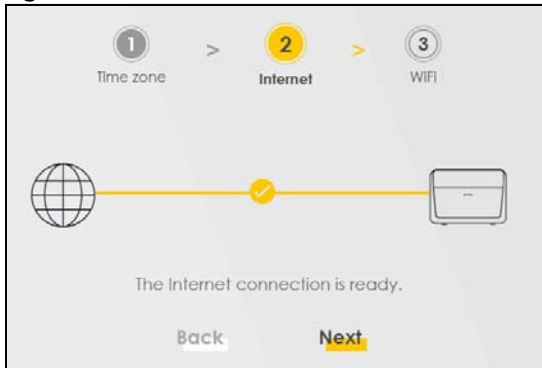 1 > 2 > 3
Time zone Internet WiFi
The Internet connection is ready.
Back Next